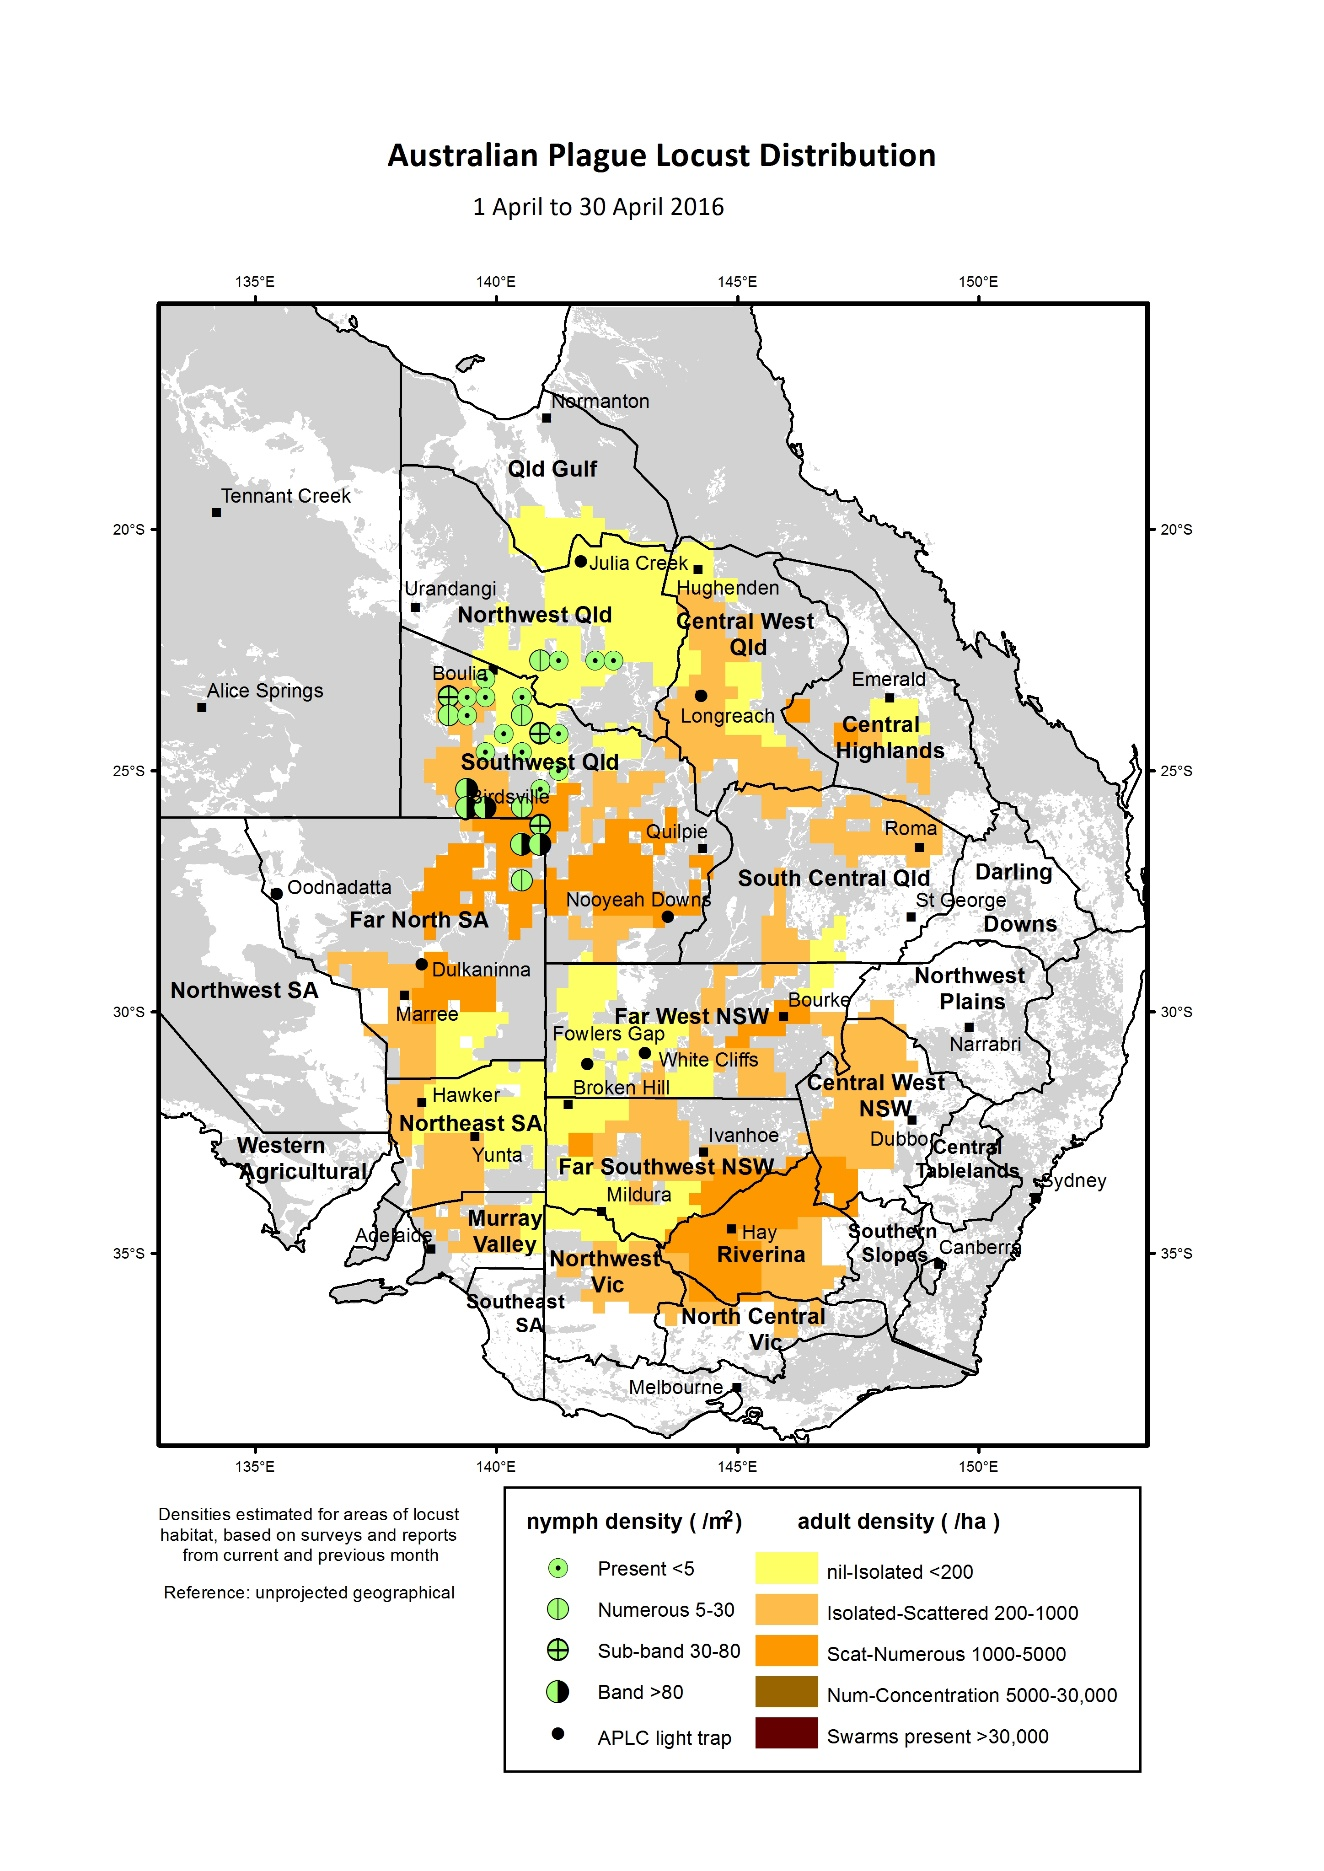 Australian Plague Locust Distribution
1 April to 30 April 2016
135°E 140°E 145°E 150°E
Normanton
Qld Gulf
Tennant Creek
20°S 20°S
Julia Creek
Hughenden
Urandangi
Northwest Qld
Central West
Qld
Boulia
Emerald
Alice Springs
Longreach
Central
Highlands
Southwest Qld
25°S 25°S
Birdsville
Quilpie
Roma
Darling
South Central Qld
Oodnadatta
Nooyeah Downs
St George
Far North SA
Downs
Dulkaninna
Northwest
Plains
Northwest SA
Bourke
30°S 30°S
Marree
Far West NSW
Fowlers Gap
Narrabri
White Cliffs
Central West
NSW
Broken Hill
Hawker
Northeast SA
Ivanhoe
Dubbo
Western
Agricultural
Central
Tablelands
Yunta
Far Southwest NSW
Sydney
Mildura
Murray
Valley
Adelaide
Hay
Southern
Slopes
Canberra
35°S 35°S
Riverina
Northwest
Vic
Southeast
SA
North Central
Vic
Melbourne
135°E 140°E 145°E 150°E
Densities estimated for areas of locust
habitat, based on surveys and reports
from current and previous month
Reference: unprojected geographical
nymph density ( /m²) adult density ( /ha )
Present <5 nil-Isolated <200
Numerous 5-30 Isolated-Scattered 200-1000
Sub-band 30-80 Scat-Numerous 1000-5000
Band >80 Num-Concentration 5000-30,000
APLC light trap Swarms present >30,000